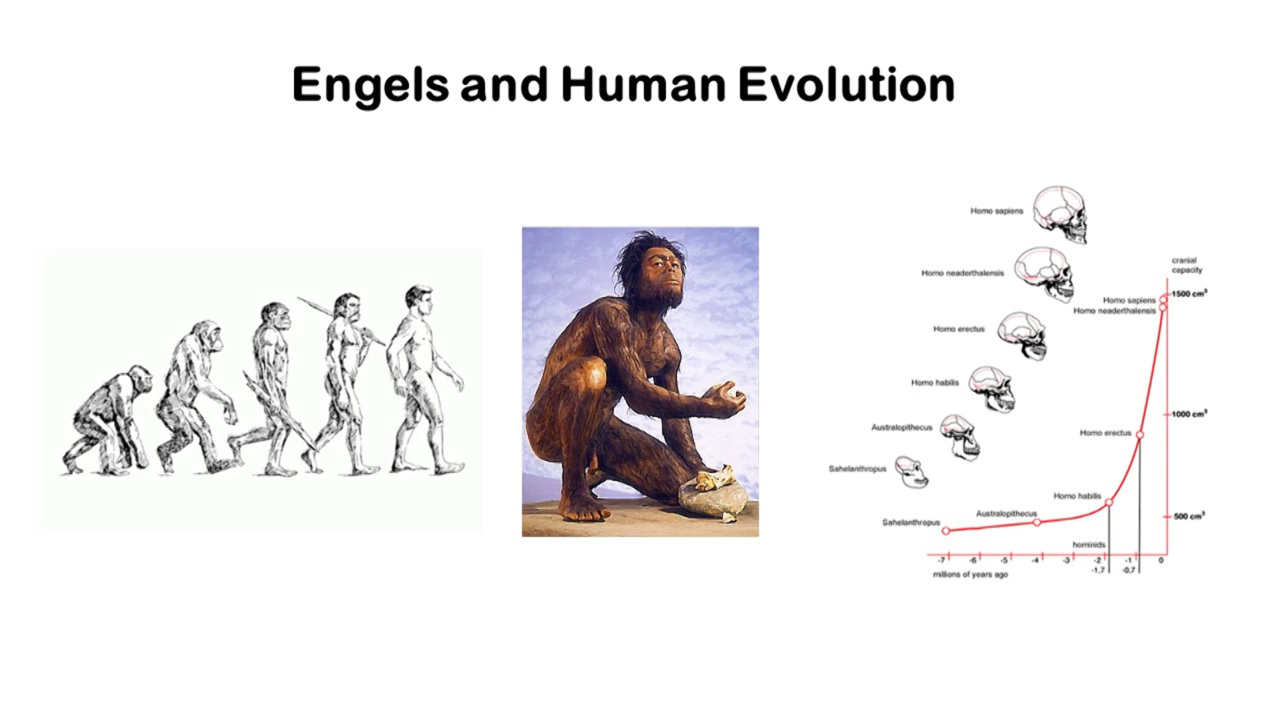 Engels and Human Evolution
Homo sapiens
Homo neaderthalensis
Homo erectus
Homo habilis
Australopithucus
Sahelanthropus
cranial
capacity
1500 cm³
Homo sapiens
Homo neaderthalensis
1000 cm³
Homo erectus
Homo habilis
500 cm³
Australopithucus
Sahelanthropus
hominids
-7 -6 -5 -4 -3 -2 -1 0
-1,7 -0,7
millions of years ago